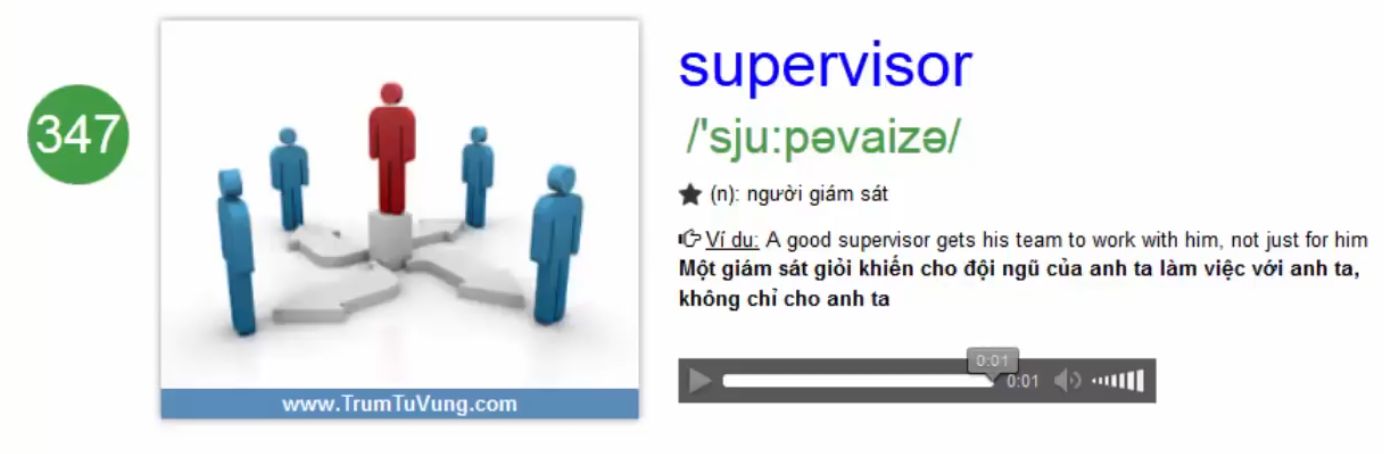 347
www.TrumTuVung.com
supervisor
/'sju:pəvaizə/
(n): người giám sát
Ví du: A good supervisor gets his team to work with him, not just for him
Một giám sát giỏi khiến cho đội ngũ của anh ta làm việc với anh ta,
không chỉ cho anh ta
0:01
0:01